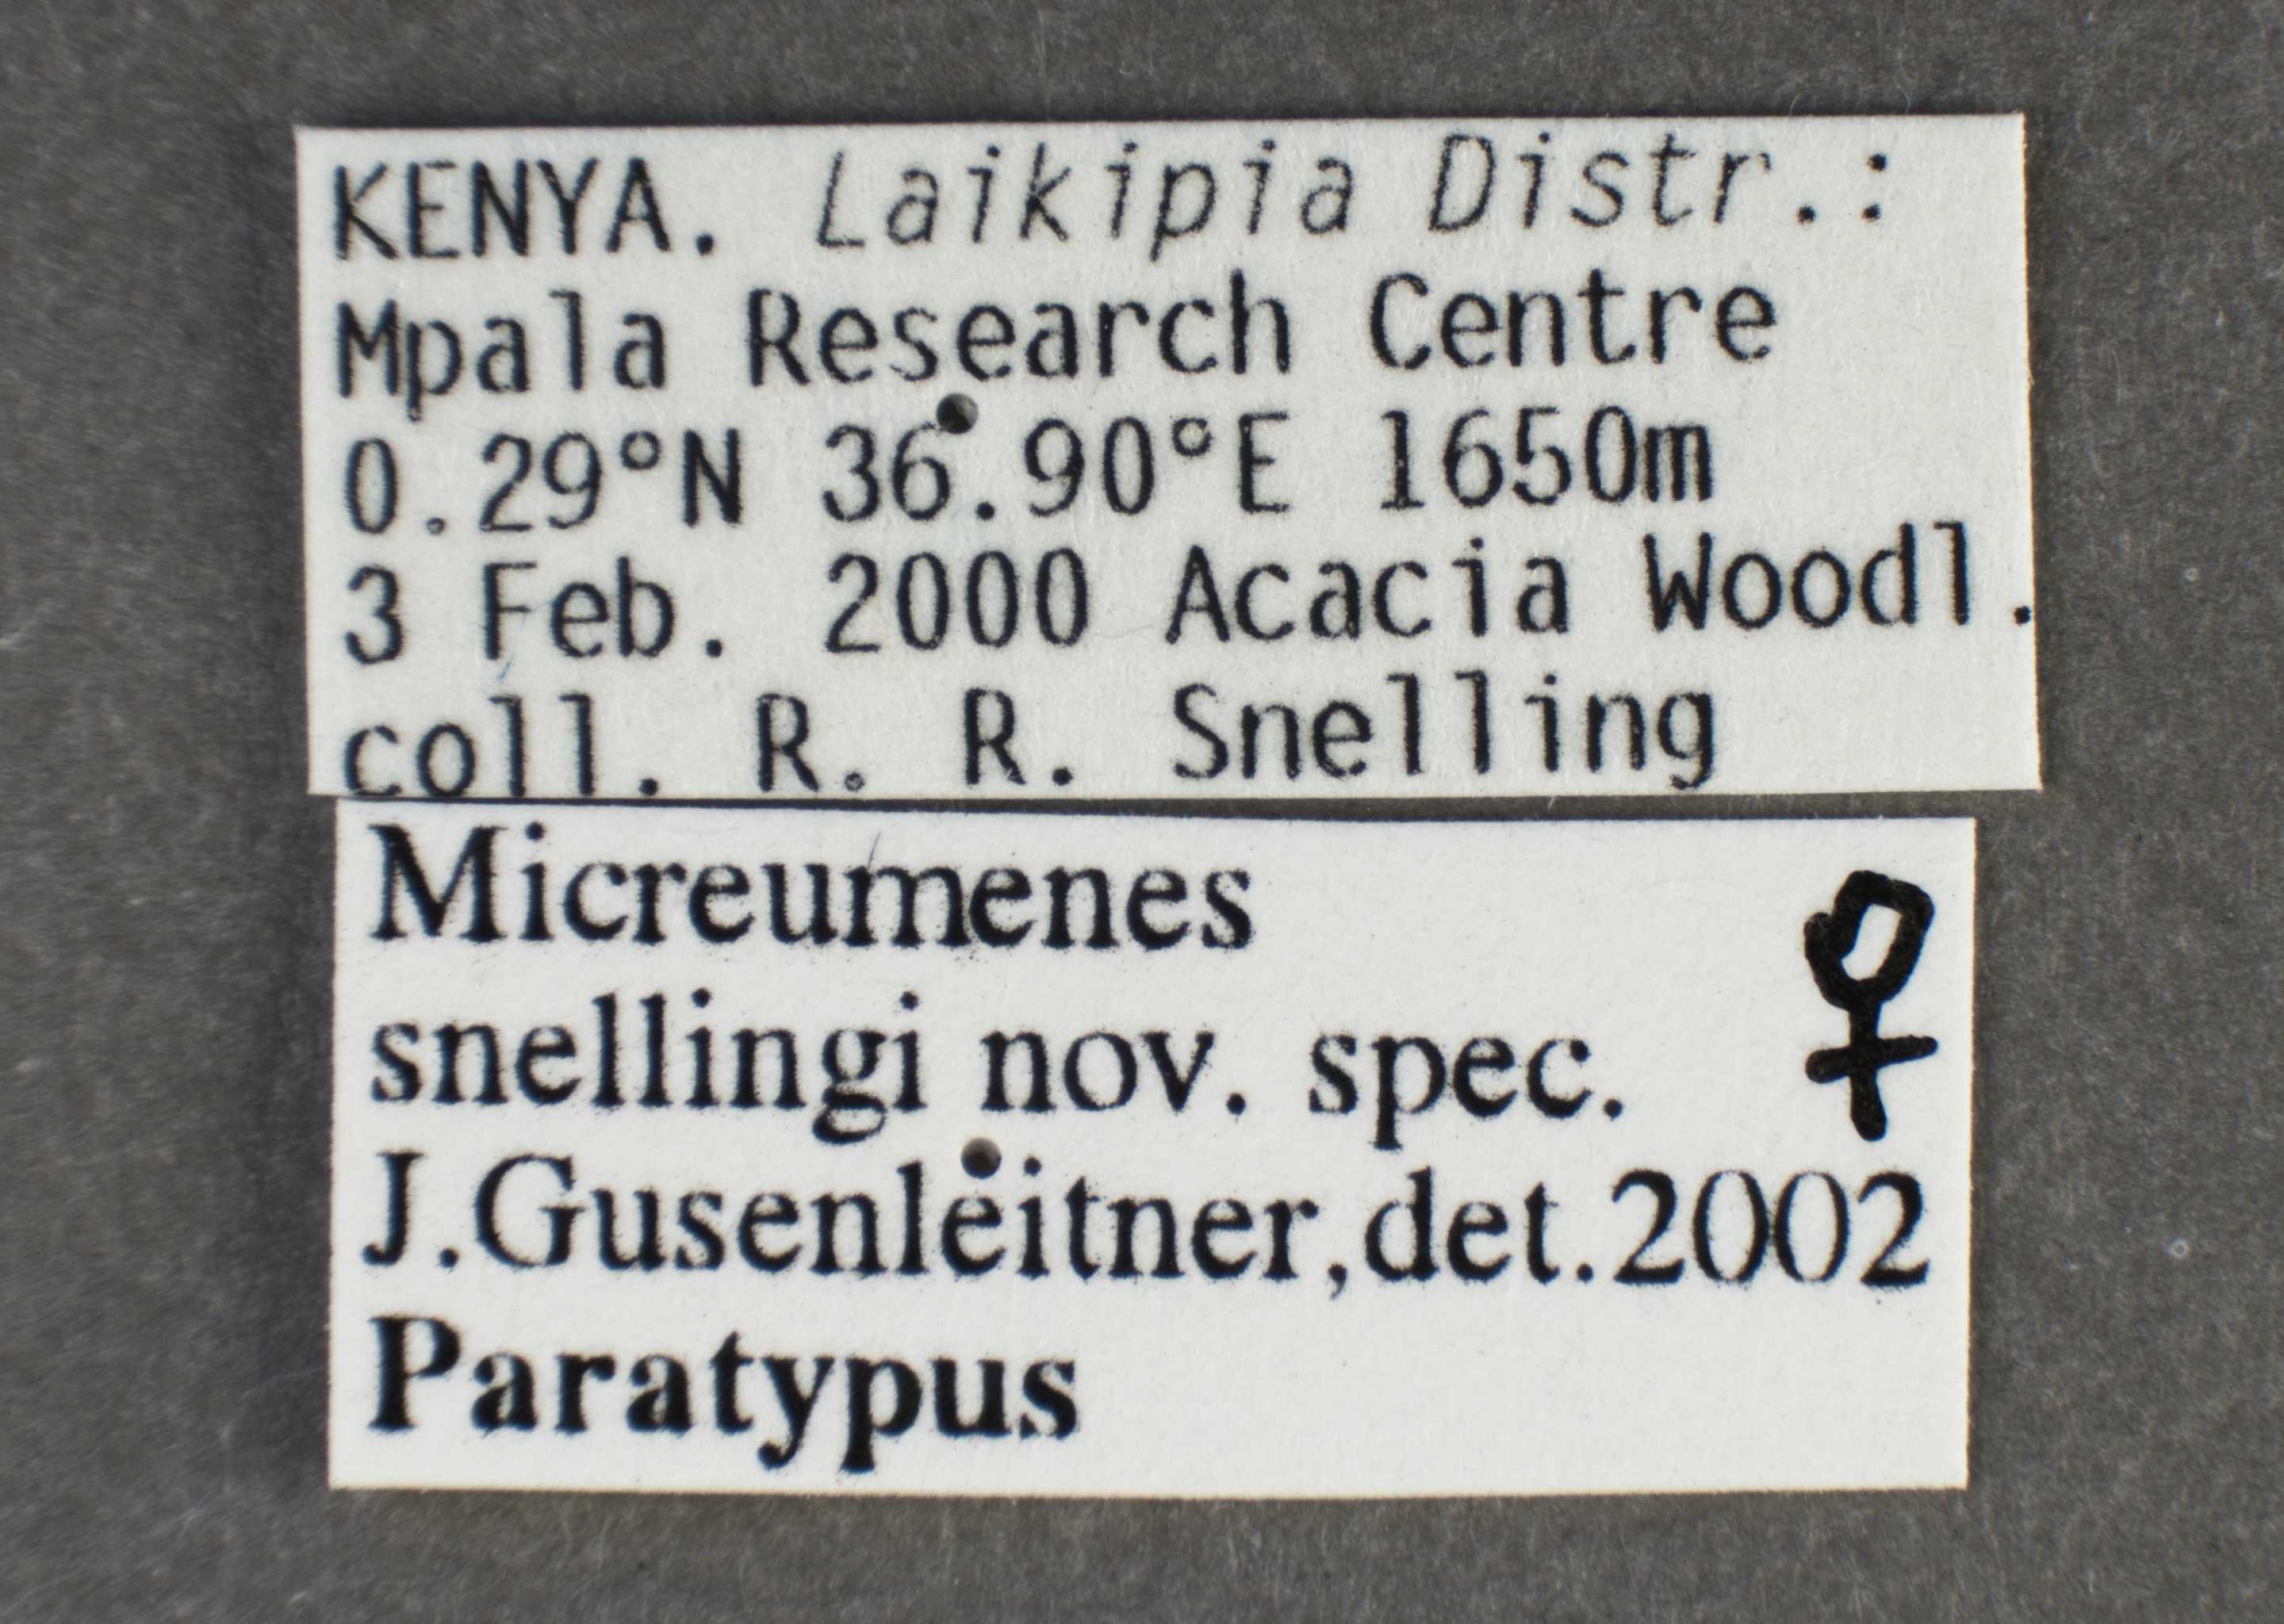 KENYA. Laikipia Distr.:
Mpala Research Centre
0.29°N 36.90°E 1650m
3 Feb. 2000 Acacia Woodl.
coll. R. R. Snelling
Micreumenes
snellingi nov. spec. ♀
J.Gusenleitner,det.2002
Paratypus